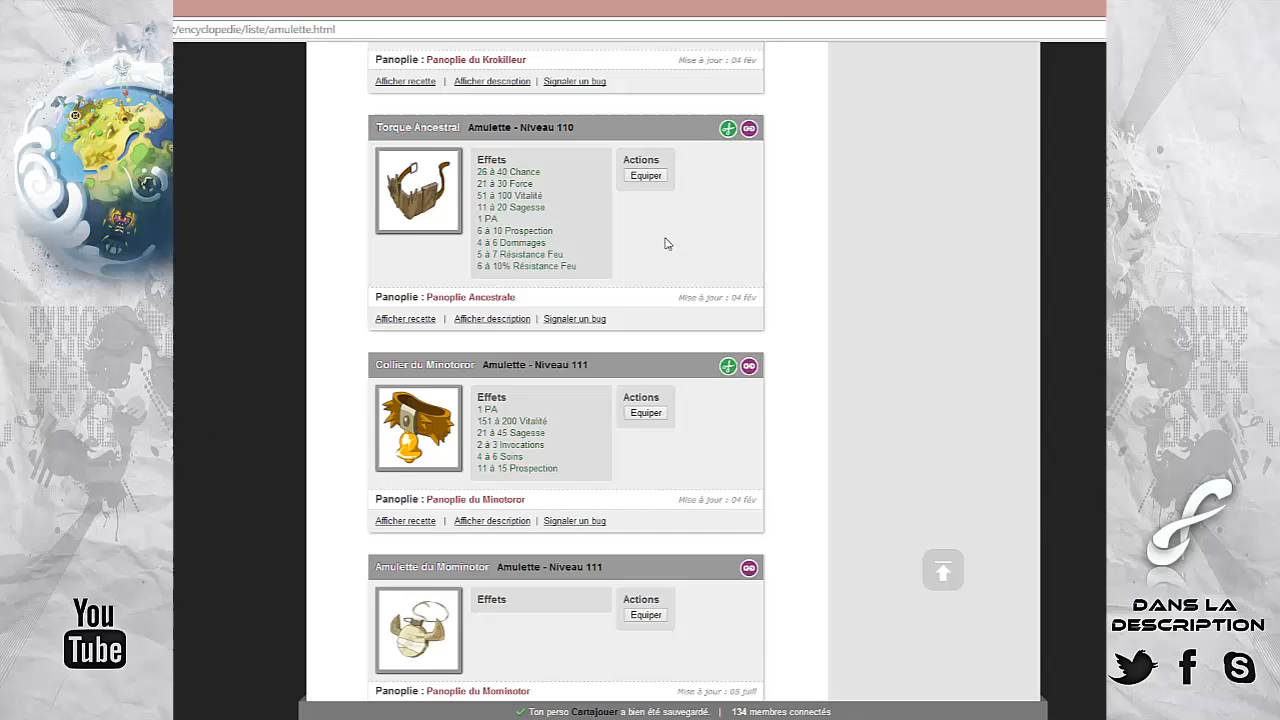 /encyclopedie/liste/amulette.html
Panoplie : Panoplie du Krokilleur Mise à jour : 04 fév
Afficher recette | Afficher description | Signaler un bug
Torque Ancestral Amulette - Niveau 110
Effets
26 à 40 Chance
21 à 30 Force
51 à 100 Vitalité
11 à 20 Sagesse
1 PA
6 à 10 Prospection
4 à 6 Dommages
5 à 7 Résistance Feu
6 à 10% Résistance Feu
Actions
Equiper
Panoplie : Panoplie Ancestrale Mise à jour : 04 fév
Afficher recette | Afficher description | Signaler un bug
Collier du Minotoror Amulette - Niveau 111
Effets
1 PA
151 à 200 Vitalité
21 à 45 Sagesse
2 à 3 Invocations
4 à 6 Soins
11 à 15 Prospection
Actions
Equiper
Panoplie : Panoplie du Minotoror Mise à jour : 04 fév
Afficher recette | Afficher description | Signaler un bug
Amulette du Mominotor Amulette - Niveau 111
Effets
Actions
Equiper
Panoplie : Panoplie du Mominotor Mise à jour : 05 juil
Ton perso Cartajouer a bien été sauvegardé. | 134 membres connectés
You
Tube
DANS LA
DESCRIPTION